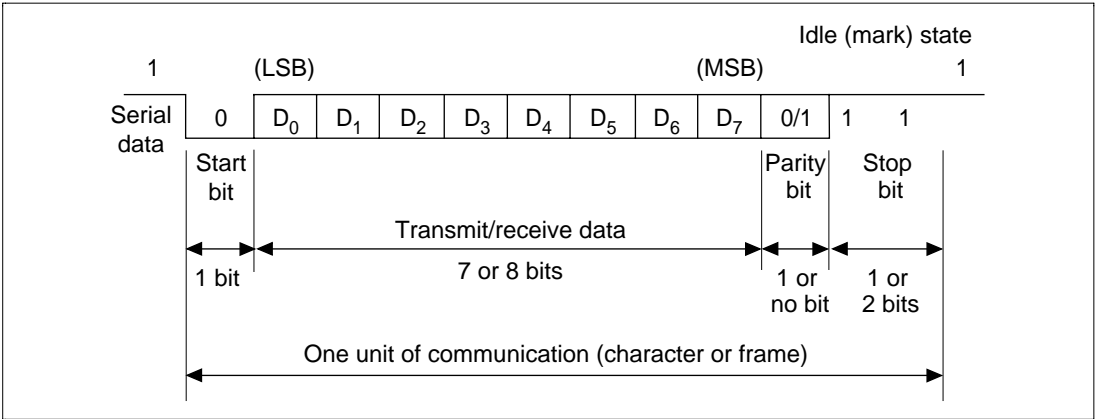 Idle (mark) state
1 (LSB) (MSB) 1
Serial data
0 D0 D1 D2 D3 D4 D5 D6 D7 0/1 1 1
Start bit
Parity bit
Stop bit
Transmit/receive data
1 bit
7 or 8 bits
1 or no bit
1 or 2 bits
One unit of communication (character or frame)